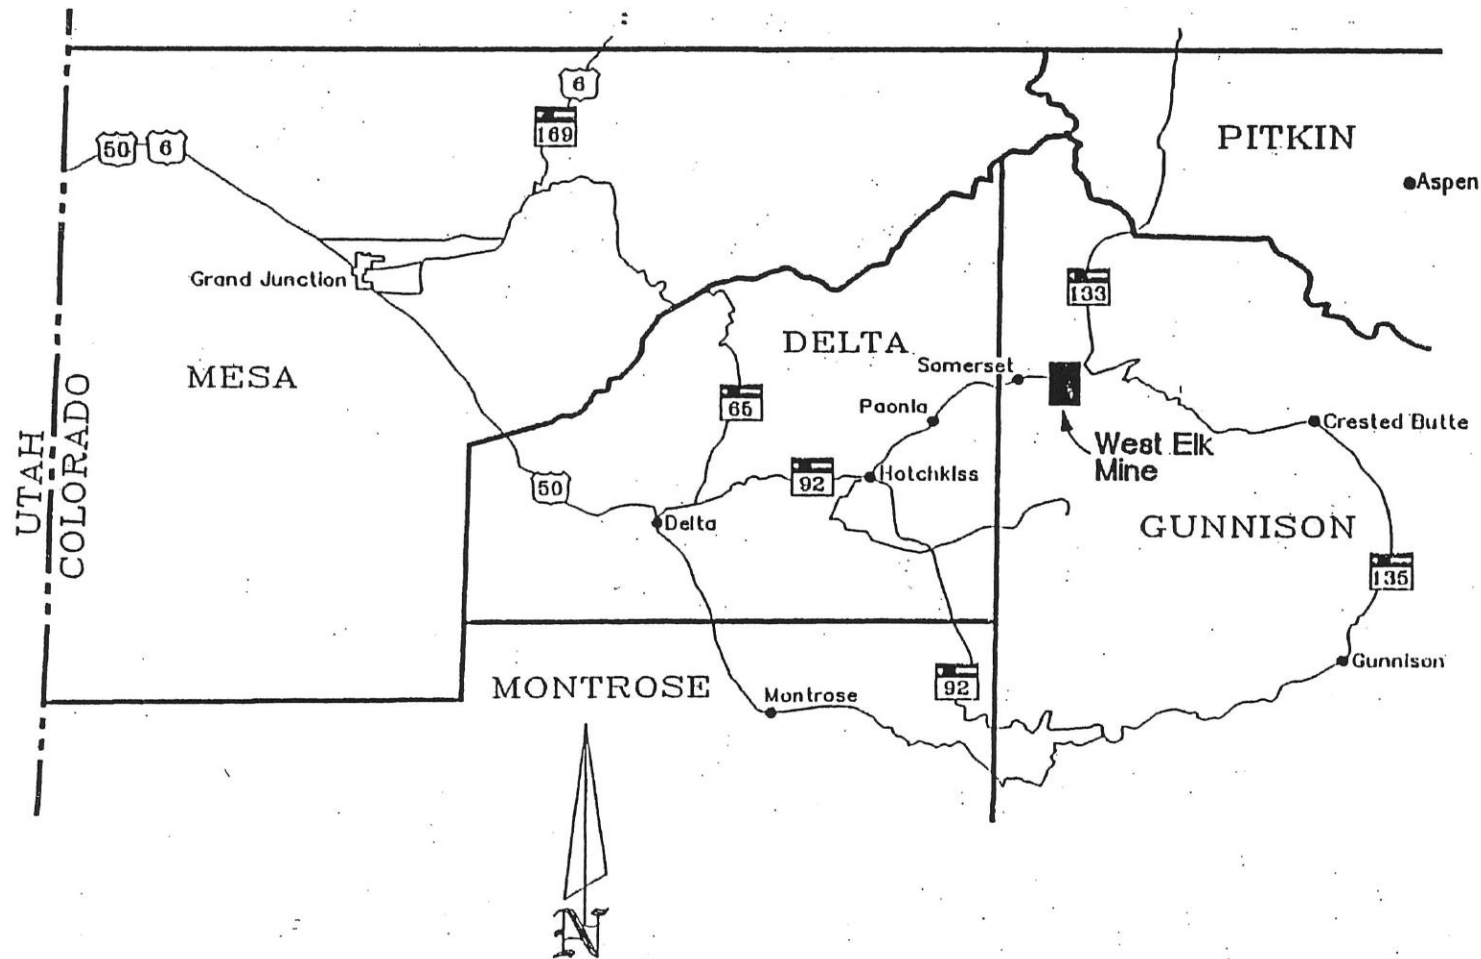 6
169
50 6
PITKIN
Aspen
Grand Junction
133
MESA
DELTA
Somerset
65
Paonia
Crested Butte
West Elk
Mine
UTAH
COLORADO
50
92
Hotchkiss
Delta
GUNNISON
135
Gunnison
MONTROSE
Montrose
92
N